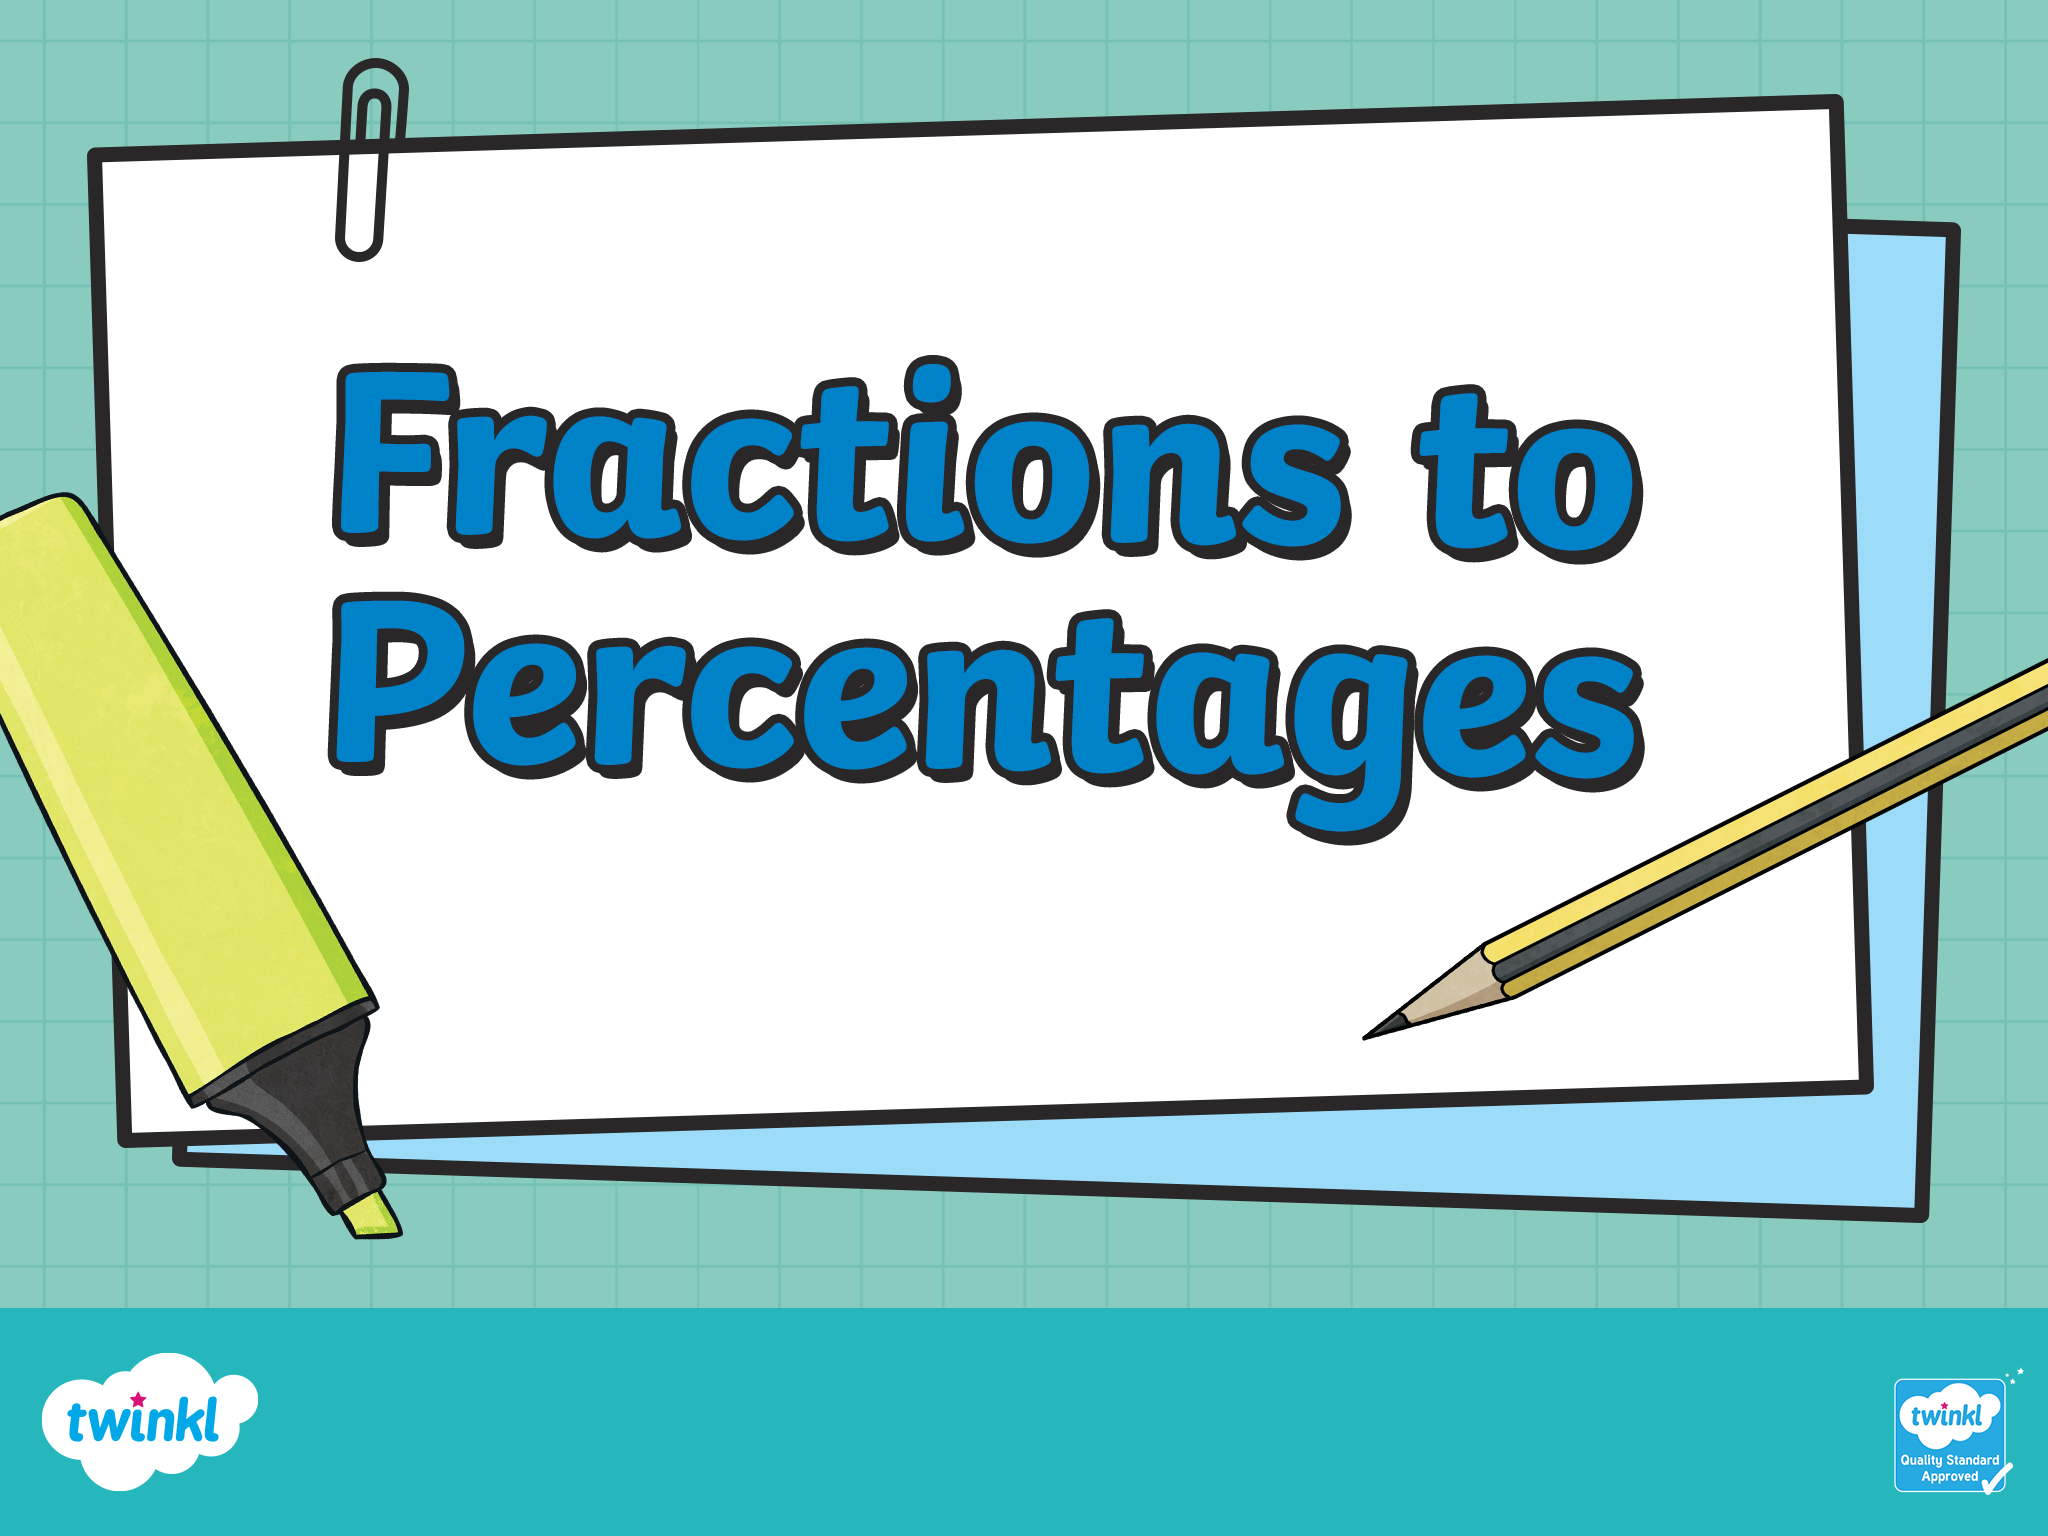 Fractions to
Percentages
twinkl
twinkl
Quality Standard
Approved